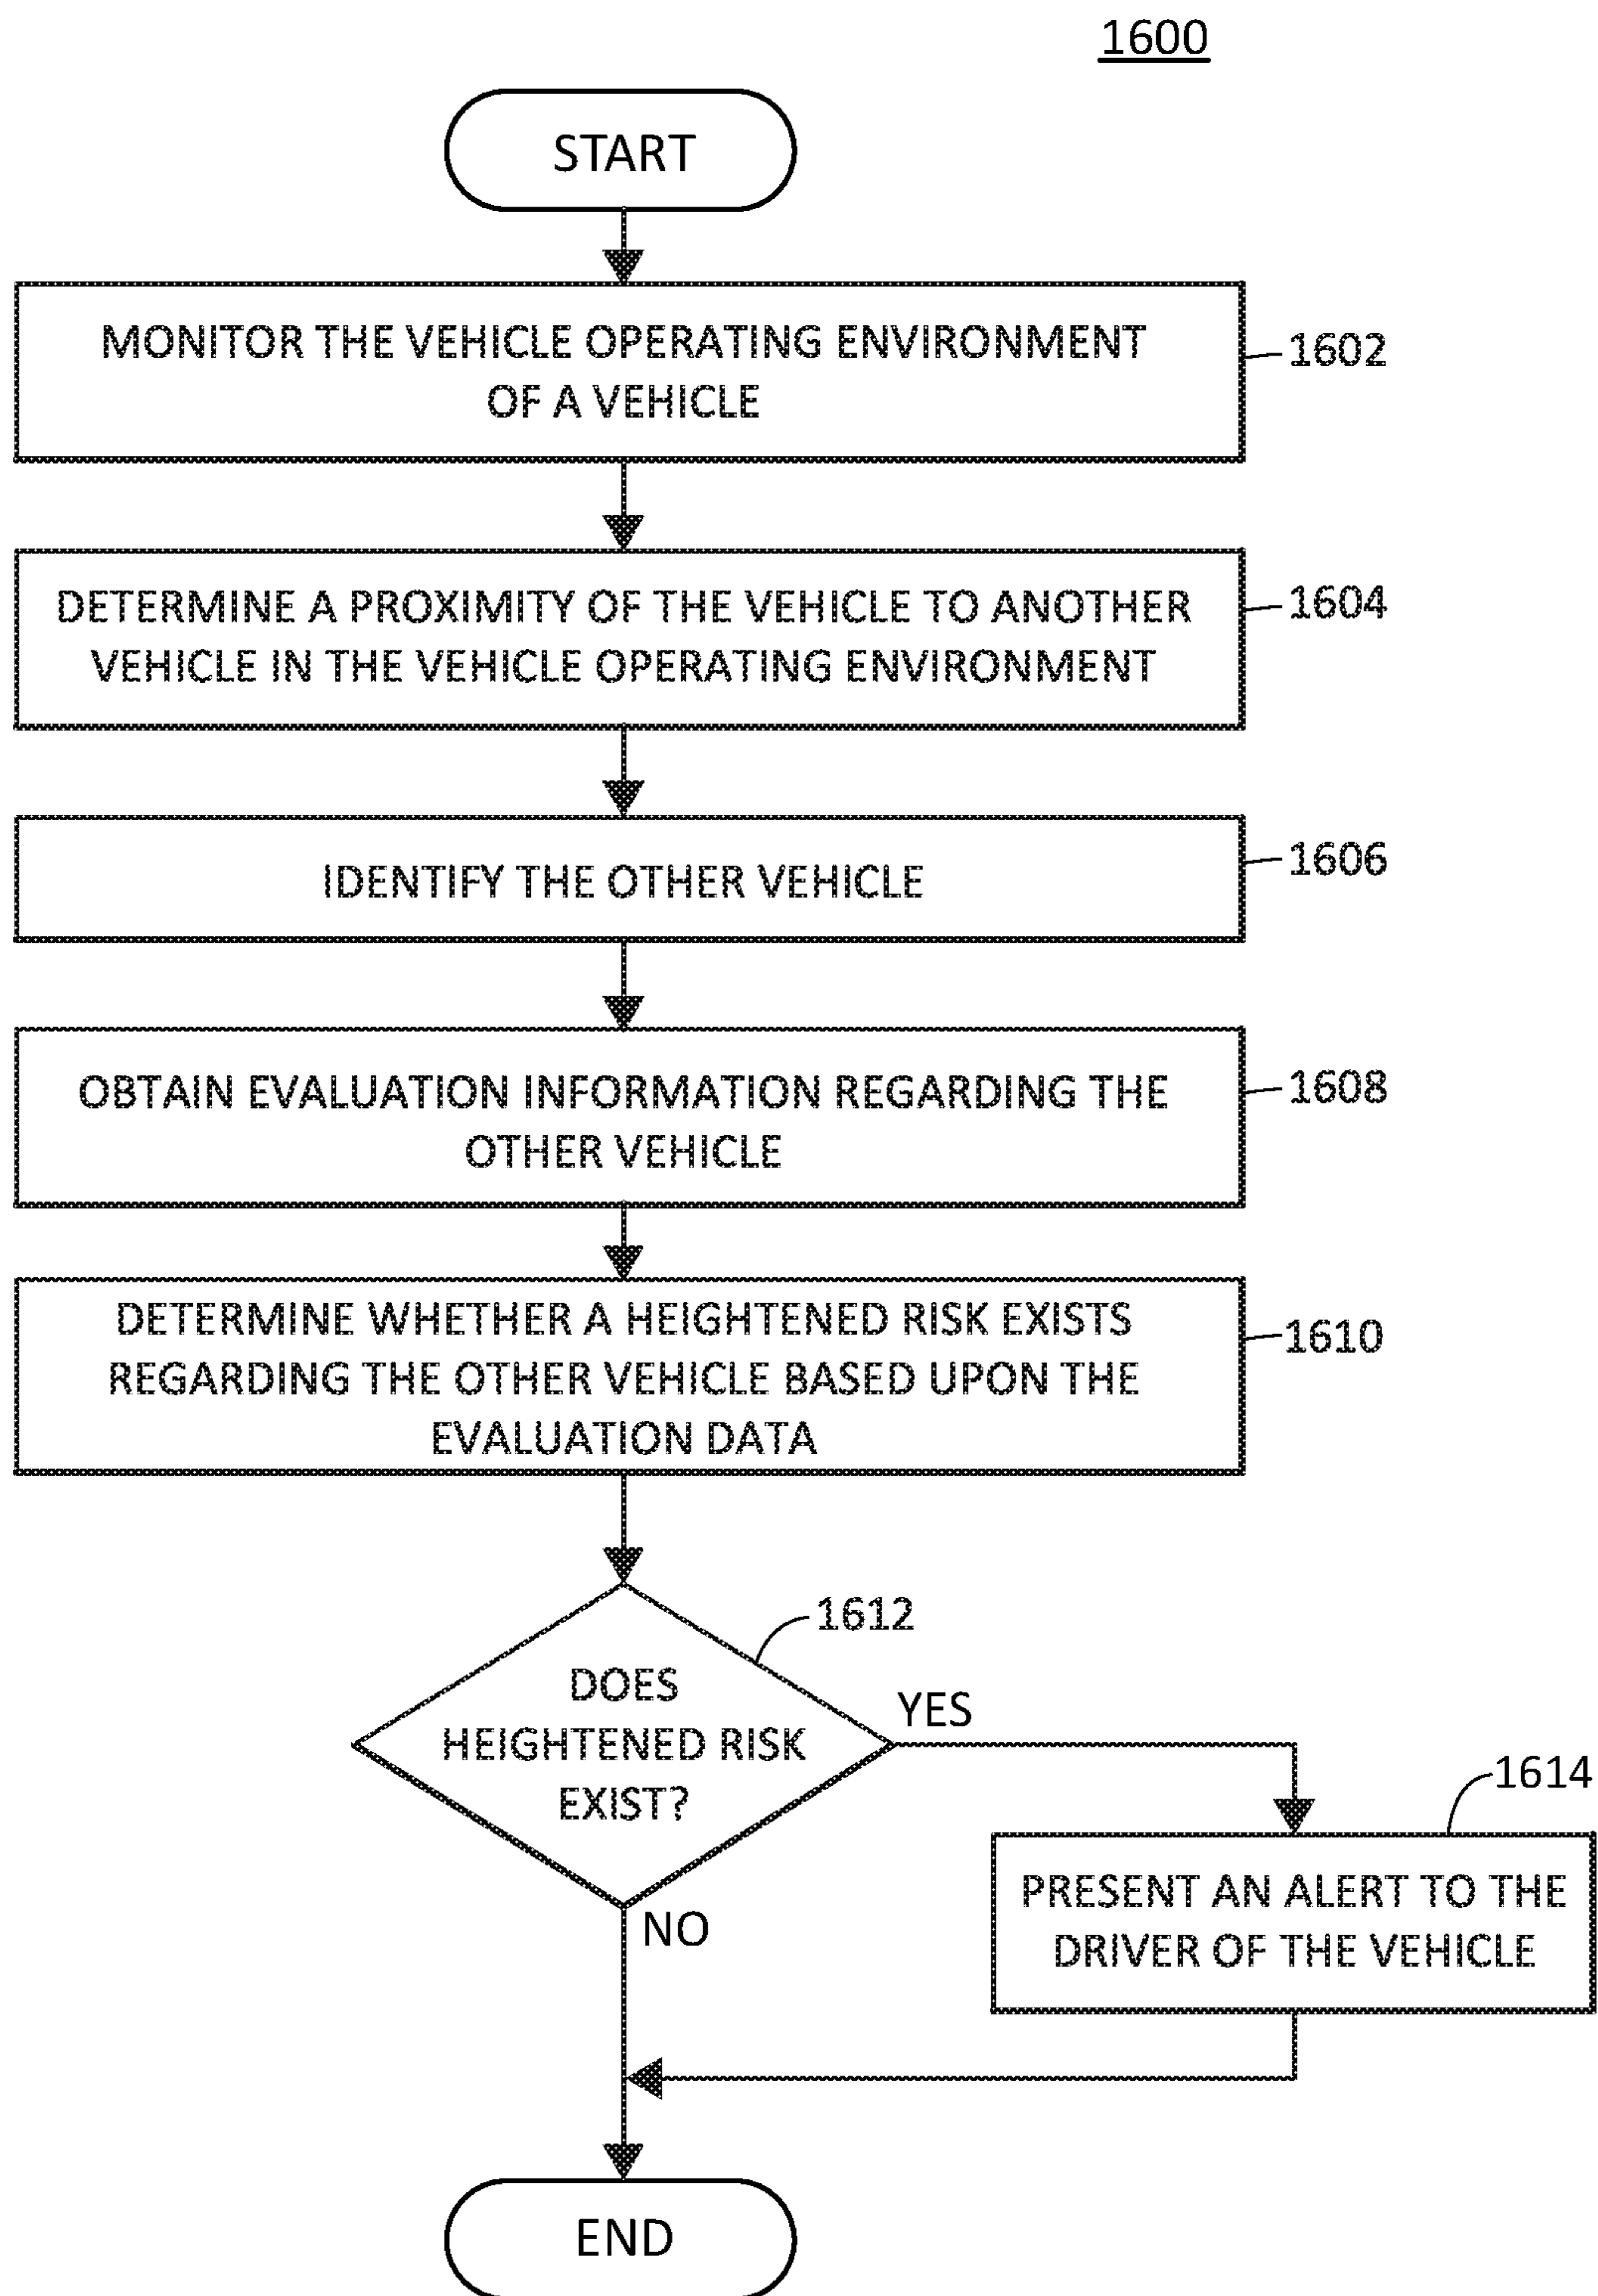 1600
START
MONITOR THE VEHICLE OPERATING ENVIRONMENT
OF A VEHICLE
1602
DETERMINE A PROXIMITY OF THE VEHICLE TO ANOTHER
VEHICLE IN THE VEHICLE OPERATING ENVIRONMENT
1604
IDENTIFY THE OTHER VEHICLE
1606
OBTAIN EVALUATION INFORMATION REGARDING THE
OTHER VEHICLE
1608
DETERMINE WHETHER A HEIGHTENED RISK EXISTS
REGARDING THE OTHER VEHICLE BASED UPON THE
EVALUATION DATA
1610
1612
DOES
HEIGHTENED RISK
EXIST?
YES
1614
PRESENT AN ALERT TO THE
DRIVER OF THE VEHICLE
NO
END